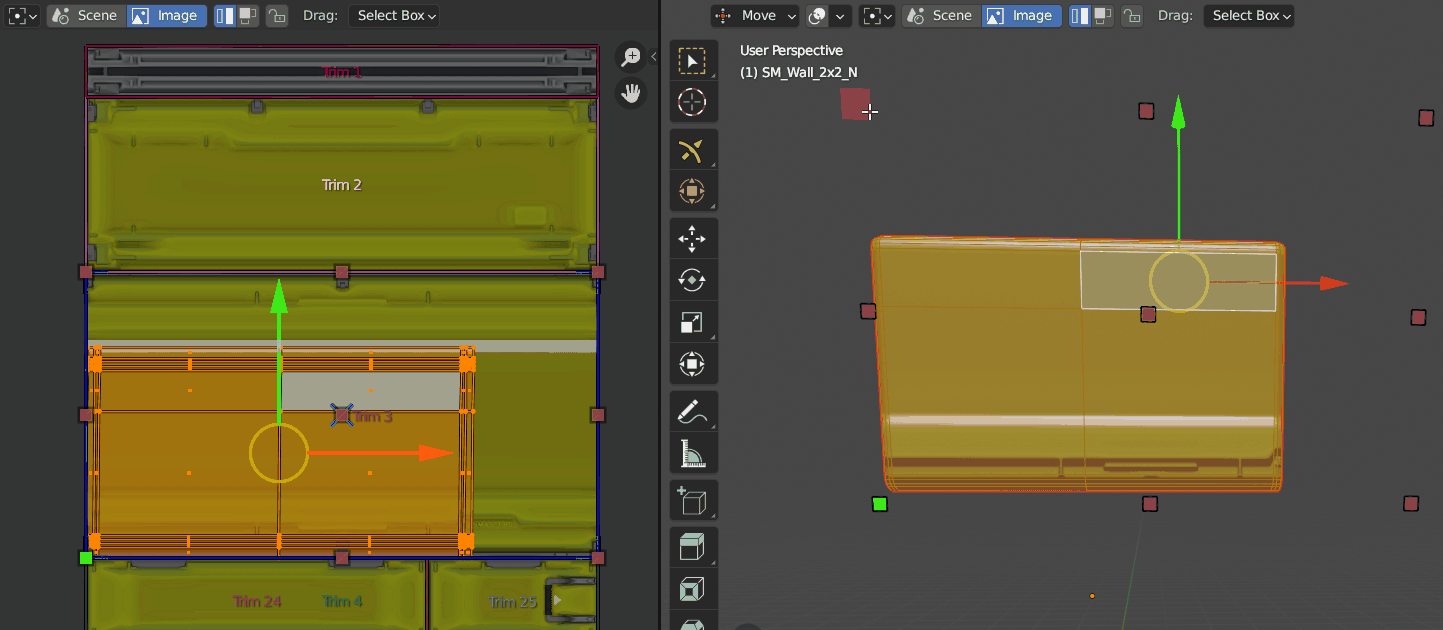 Scene
Image
Drag:
Select Box
Move
Scene
Image
Drag:
Select Box
User Perspective
(1) SM_Wall_2x2_N
Trim 1
Trim 2
Trim 3
Trim 24
Trim 4
Trim 25